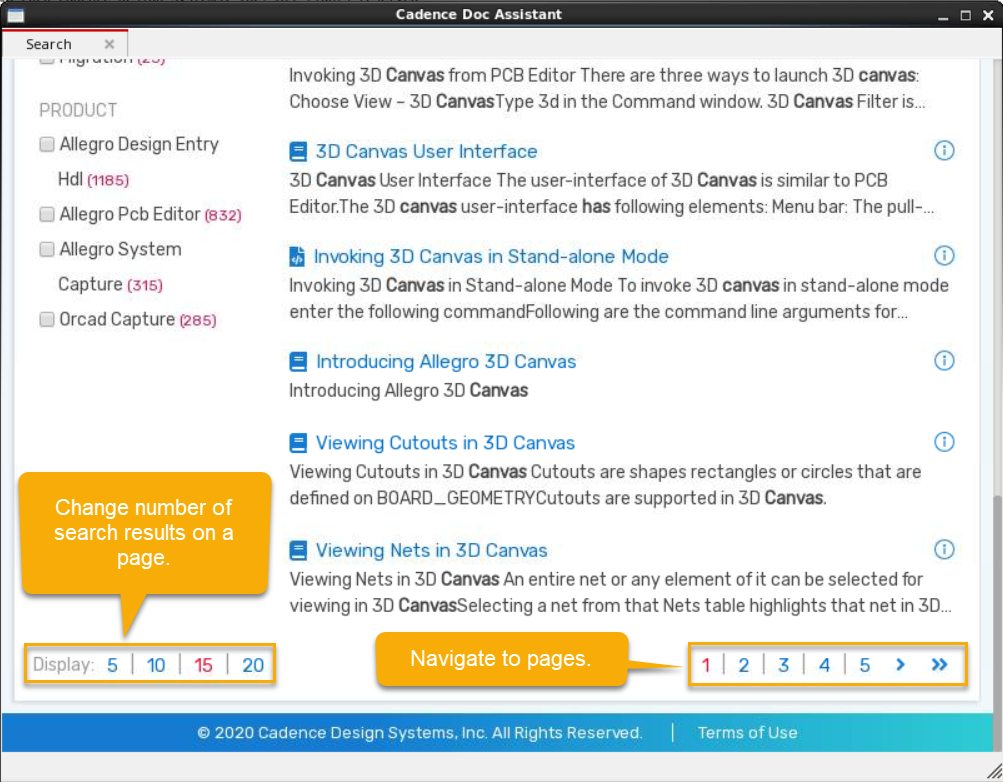 Cadence Doc Assistant
Search
Migration (25)
PRODUCT
Allegro Design Entry
Hdl (1185)
Allegro Pcb Editor (832)
Allegro System
Capture (315)
Orcad Capture (285)
Invoking 3D Canvas from PCB Editor There are three ways to launch 3D canvas:
Choose View – 3D CanvasType 3d in the Command window. 3D Canvas Filter is...
3D Canvas User Interface
3D Canvas User Interface The user-interface of 3D Canvas is similar to PCB
Editor.The 3D canvas user-interface has following elements: Menu bar: The pull-...
Invoking 3D Canvas in Stand-alone Mode
Invoking 3D Canvas in Stand-alone Mode To invoke 3D canvas in stand-alone mode
enter the following commandFollowing are the command line arguments for...
Introducing Allegro 3D Canvas
Introducing Allegro 3D Canvas
Viewing Cutouts in 3D Canvas
Viewing Cutouts in 3D Canvas Cutouts are shapes rectangles or circles that are
defined on BOARD_GEOMETRYCutouts are supported in 3D Canvas.
Viewing Nets in 3D Canvas
Viewing Nets in 3D Canvas An entire net or any element of it can be selected for
viewing in 3D CanvasSelecting a net from that Nets table highlights that net in 3D...
Change number of
search results on a
page.
Display: 5 | 10 | 15 | 20
Navigate to pages.
1 | 2 | 3 | 4 | 5 › »
© 2020 Cadence Design Systems, Inc. All Rights Reserved. | Terms of Use